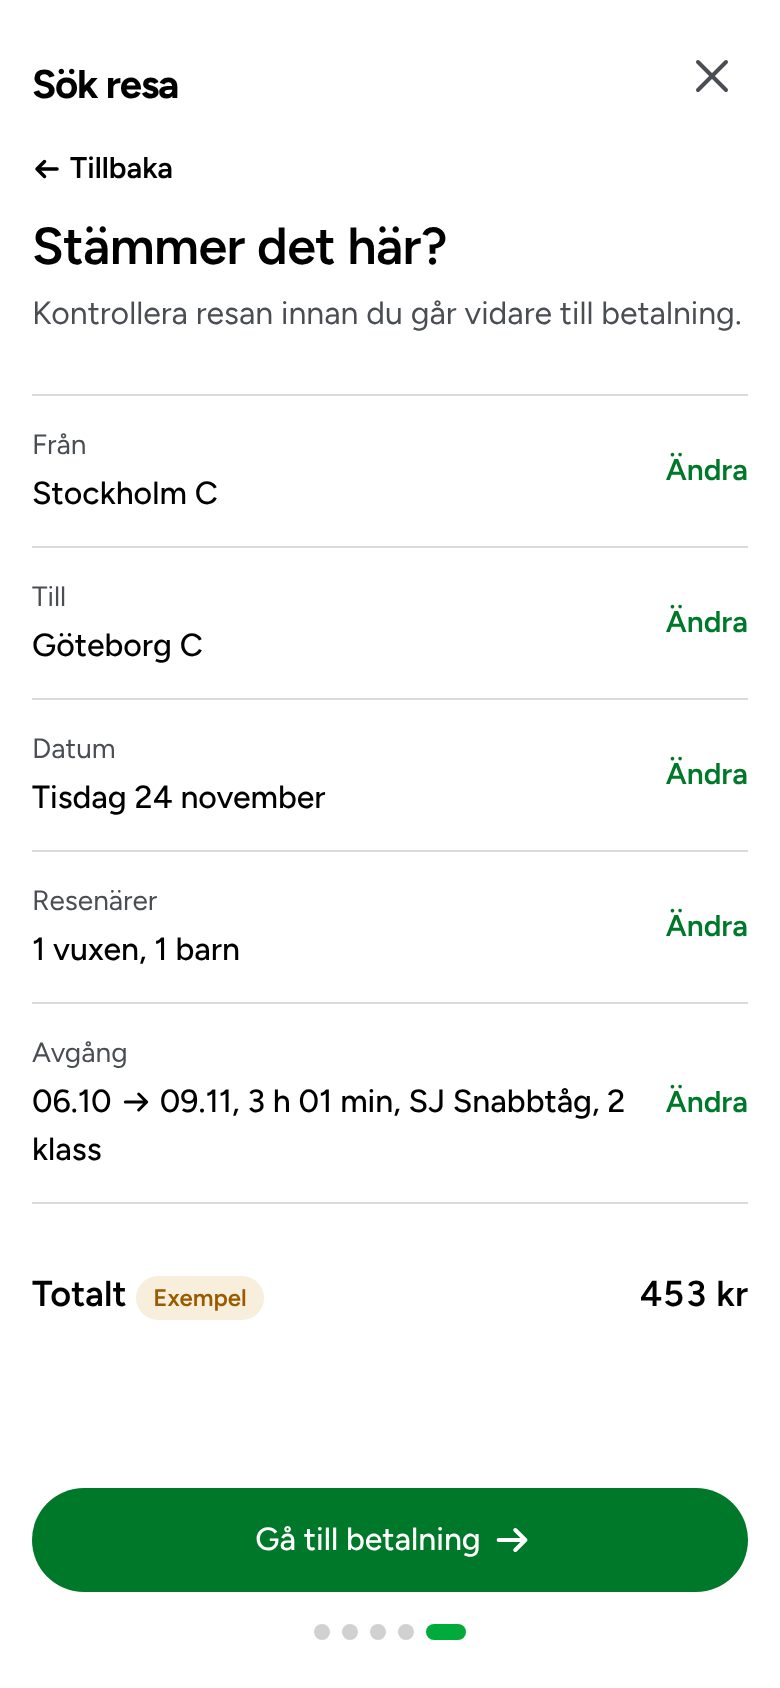 Sök resa
← Tillbaka
Stämmer det här?
Kontrollera resan innan du går vidare till betalning.
Från
Stockholm C
Ändra
Till
Göteborg C
Ändra
Datum
Tisdag 24 november
Ändra
Resenärer
1 vuxen, 1 barn
Ändra
Avgång
06.10 → 09.11, 3 h 01 min, SJ Snabbtåg, 2
klass
Ändra
Totalt Exempel 453 kr
Gå till betalning →